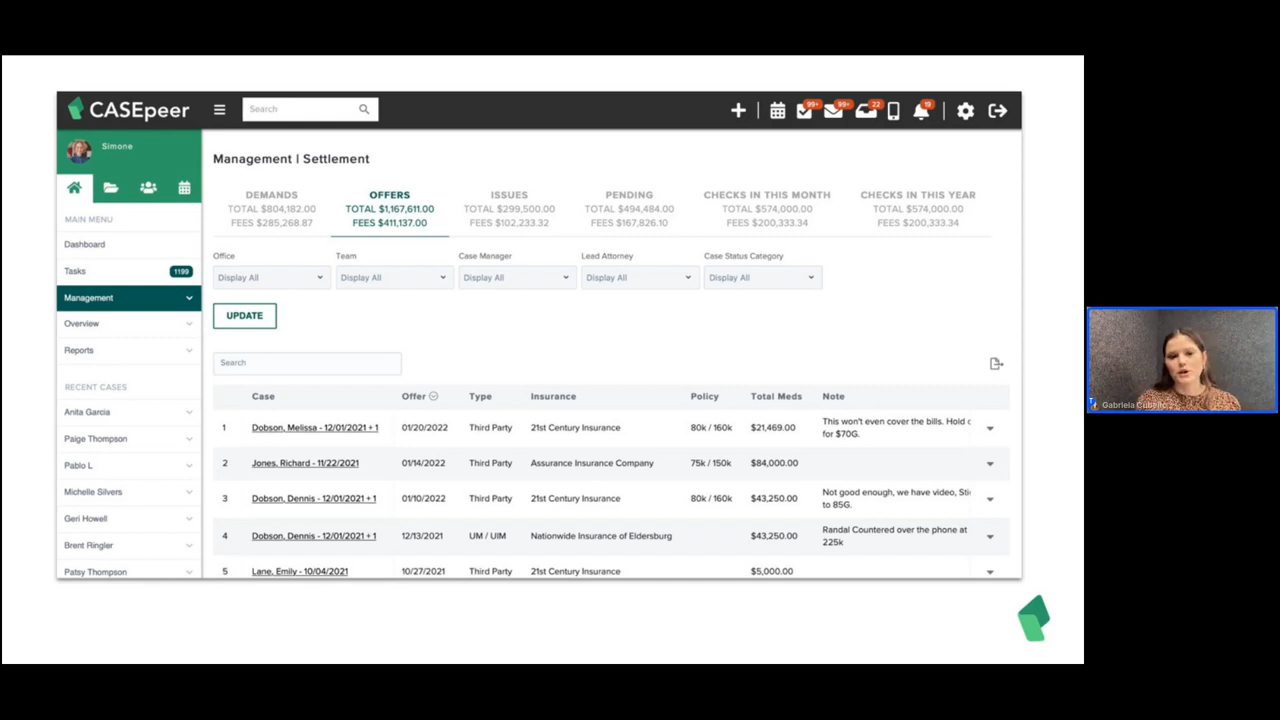 CASEpeer
Search
99+ 99+ 22 19
Simone
MAIN MENU
Dashboard
Tasks 1199
Management
Overview
Reports
RECENT CASES
Anita Garcia
Paige Thompson
Pablo L
Michelle Silvers
Geri Howell
Brent Ringler
Patsy Thompson
Management | Settlement
DEMANDS
TOTAL $804,182.00
FEES $285,268.87
OFFERS
TOTAL $1,167,611.00
FEES $411,137.00
ISSUES
TOTAL $299,500.00
FEES $102,233.32
PENDING
TOTAL $494,484.00
FEES $167,826.10
CHECKS IN THIS MONTH
TOTAL $574,000.00
FEES $200,333.34
CHECKS IN THIS YEAR
TOTAL $574,000.00
FEES $200,333.34
Office Team Case Manager Lead Attorney Case Status Category
Display All Display All Display All Display All Display All
UPDATE
Search
Case Offer Type Insurance Policy Total Meds Note
1 Dobson, Melissa - 12/01/2021 + 1 01/20/2022 Third Party 21st Century Insurance 80k / 160k $21,469.00 This won't even cover the bills. Hold
for $70G.
2 Jones, Richard - 11/22/2021 01/14/2022 Third Party Assurance Insurance Company 75k / 150k $84,000.00
3 Dobson, Dennis - 12/01/2021 + 1 01/10/2022 Third Party 21st Century Insurance 80k / 160k $43,250.00 Not good enough, we have video,
to 85G.
4 Dobson, Dennis - 12/01/2021 + 1 12/13/2021 UM / UIM Nationwide Insurance of Eldersburg $43,250.00 Randal Countered over the phone at
225k
5 Lane, Emily - 10/04/2021 10/27/2021 Third Party 21st Century Insurance $5,000.00
Gabriela